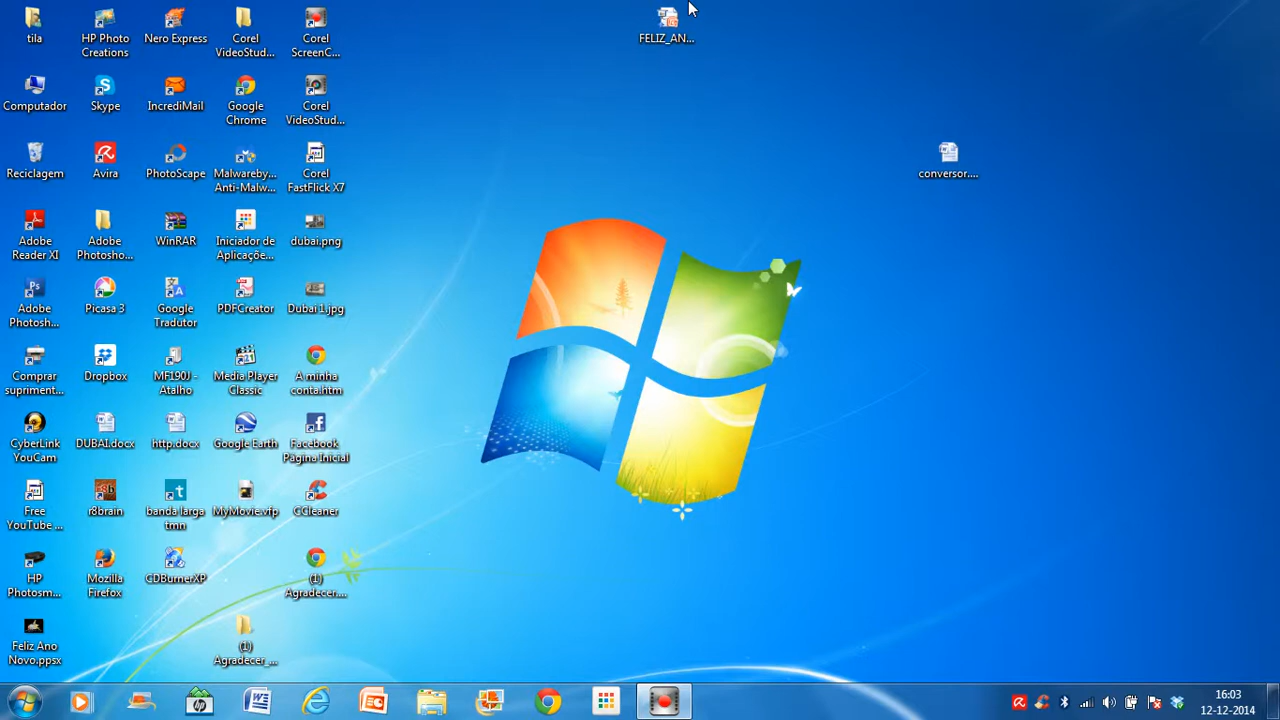 tila
HP Photo
Creations
Nero Express
Corel
VideoStud...
Corel
ScreenC...
FELIZ_AN...
Computador
Skype
IncrediMail
Google
Chrome
Corel
VideoStud...
Reciclagem
Avira
PhotoScape
Malwareby...
Anti-Malw...
Corel
FastFlick X7
conversor....
Adobe
Reader XI
Adobe
Photosho...
WinRAR
Iniciador de
Aplicaçõe...
dubai.png
Adobe
Photosh...
Picasa 3
Google
Tradutor
PDFCreator
Dubai 1.jpg
Comprar
supriment...
Dropbox
MF190J -
Atalho
Media Player
Classic
A minha
conta.htm
CyberLink
YouCam
DUBAI.docx
http.docx
Google Earth
Facebook
Pagina Inicial
Free
YouTube ...
r8brain
banda larga
tmn
MyMovie.vfp
CCleaner
HP
Photosm...
Mozilla
Firefox
CDBurnerXP
(1)
Agradecer....
Feliz Ano
Novo.ppsx
(1)
Agradecer_...
16:03
12-12-2014